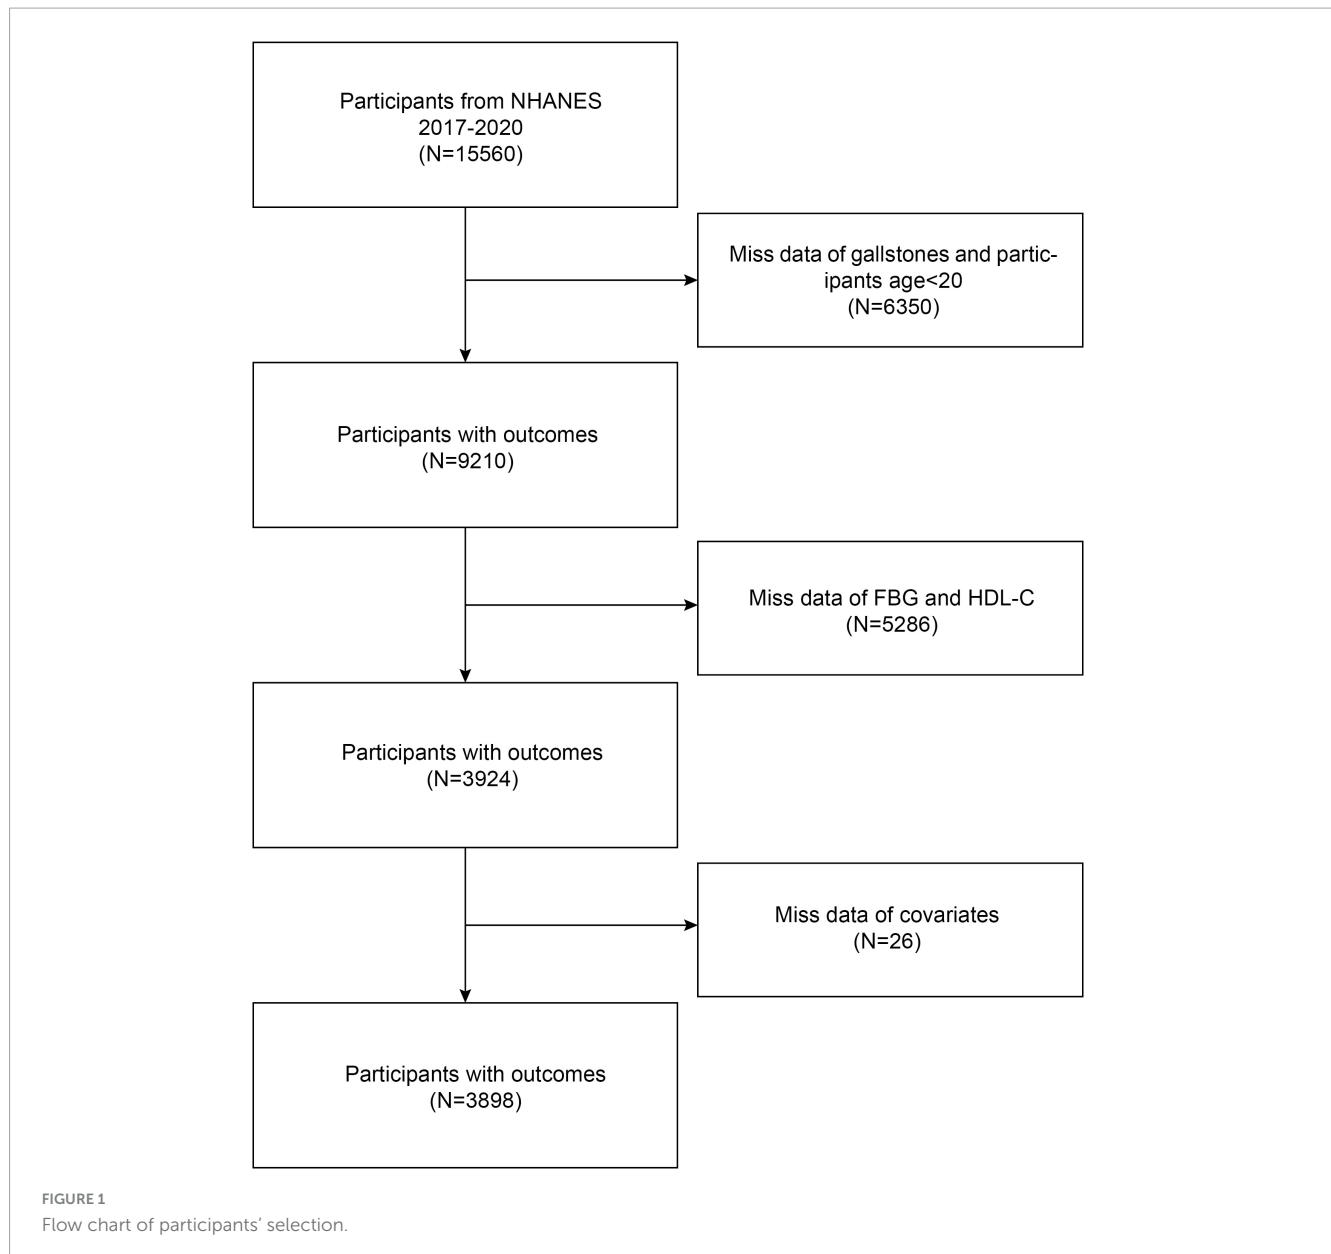 Participants from NHANES
2017-2020
(N=15560)
Miss data of gallstones and partic-
ipants age<20
(N=6350)
Participants with outcomes
(N=9210)
Miss data of FBG and HDL-C
(N=5286)
Participants with outcomes
(N=3924)
Miss data of covariates
(N=26)
Participants with outcomes
(N=3898)
FIGURE 1
Flow chart of participants’ selection.